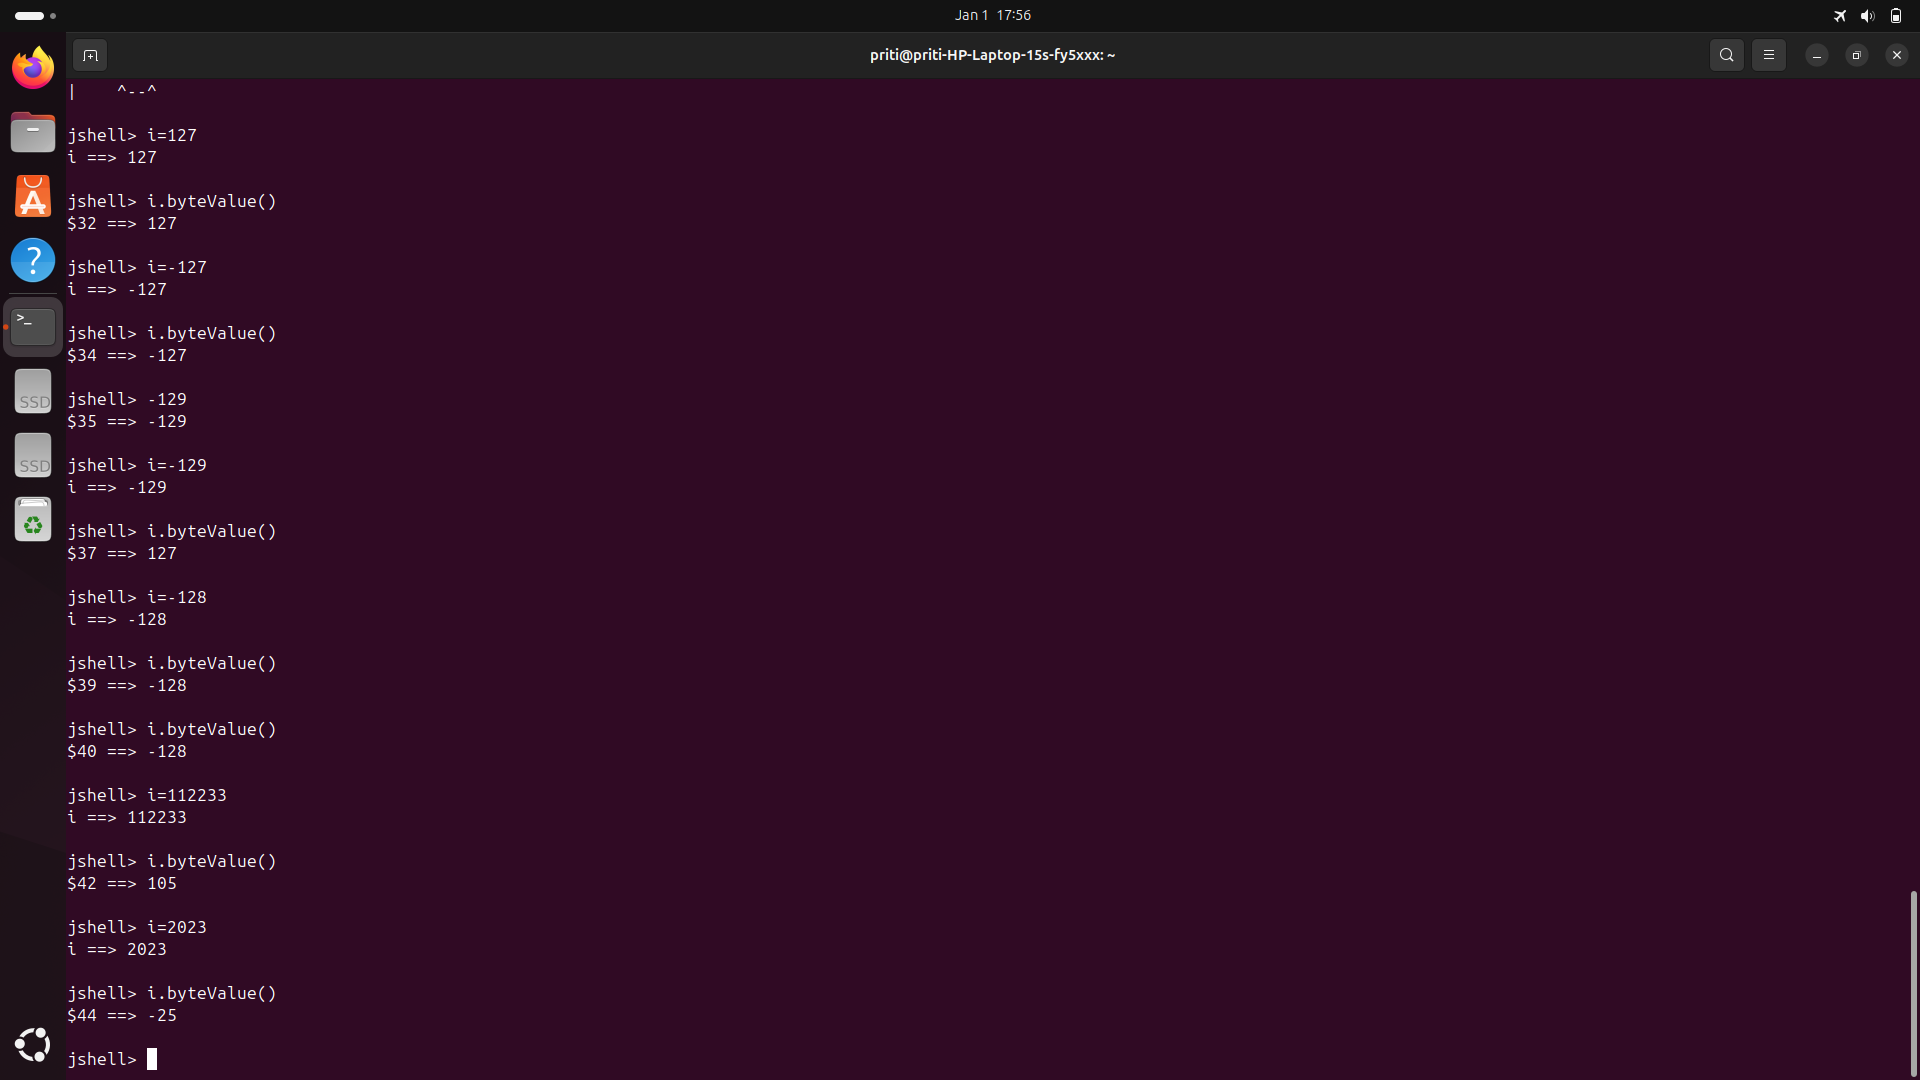 Jan 1 17:56
priti@priti-HP-Laptop-15s-fy5xxx: ~
| ^--^
jshell> i=127
i ==> 127
jshell> i.byteValue()
$32 ==> 127
jshell> i=-127
i ==> -127
jshell> i.byteValue()
$34 ==> -127
jshell> -129
$35 ==> -129
jshell> i=-129
i ==> -129
jshell> i.byteValue()
$37 ==> 127
jshell> i=-128
i ==> -128
jshell> i.byteValue()
$39 ==> -128
jshell> i.byteValue()
$40 ==> -128
jshell> i=112233
i ==> 112233
jshell> i.byteValue()
$42 ==> 105
jshell> i=2023
i ==> 2023
jshell> i.byteValue()
$44 ==> -25
jshell>
?
>_
SSD
SSD